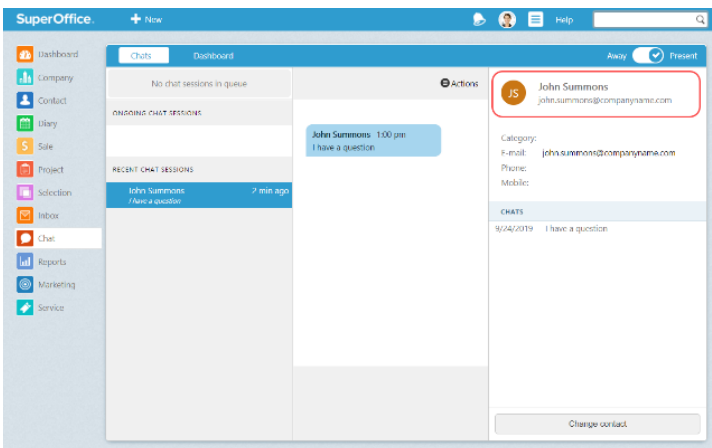 SuperOffice.
+ New
Help
Dashboard
Company
Contact
Diary
Sale
Project
Selection
Inbox
Chat
Reports
Marketing
Service
Chats
Dashboard
Away
Present
No chat sessions in queue
ONGOING CHAT SESSIONS
RECENT CHAT SESSIONS
John Summons 2 min ago
I have a question
Actions
John Summons 1:00 pm
I have a question
JS
John Summons
john.summons@companyname.com
Category:
E-mail: john.summons@companyname.com
Phone:
Mobile:
CHATS
9/24/2019 I have a question
Change contact